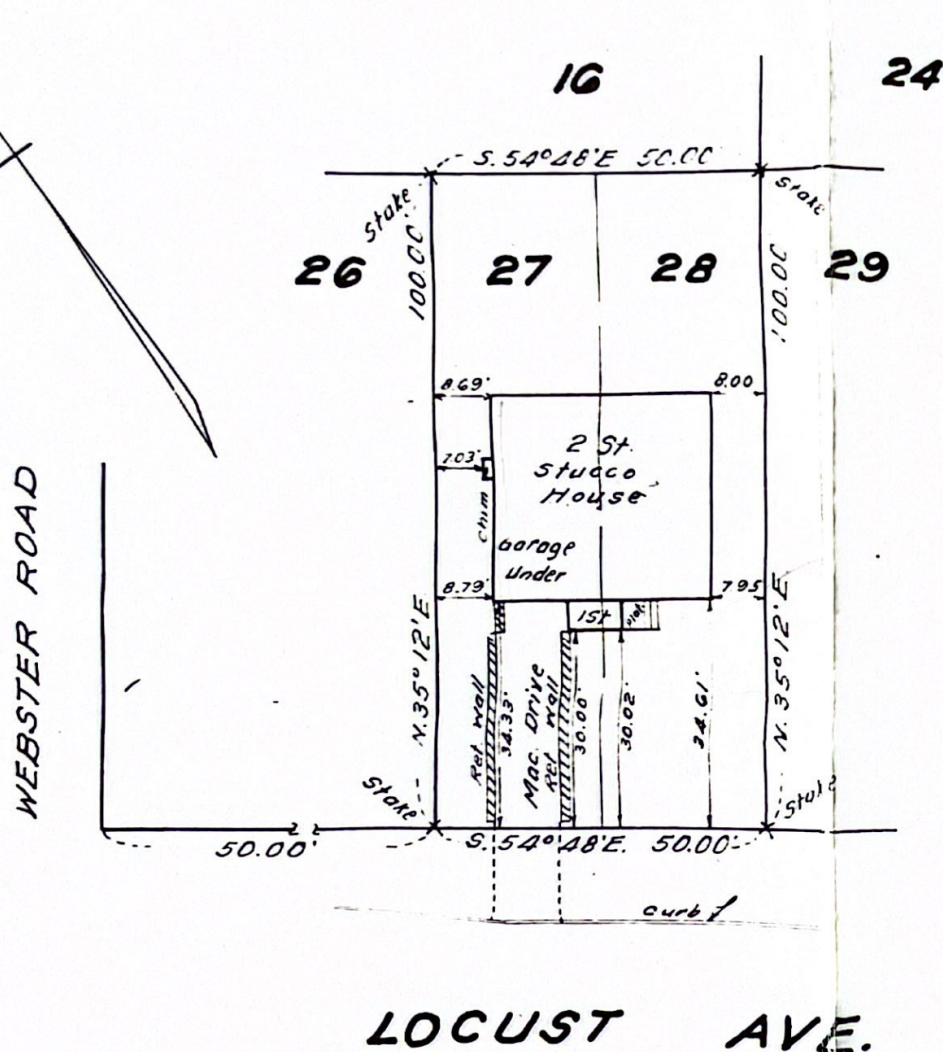 16
24
S. 54°48'E 50.00
Stake
Stake
100.00'
100.00
26
27
28
29
8.69'
8.00
2 St.
Stucco
House
7.03'
Chim
Garage
Under
8.79'
7.95
1St
Plat.
WEBSTER ROAD
N. 35° 12' E
N. 35° 12' E
Ret Wall
34.33'
Mac. Drive
Ret Wall
30.00'
30.02'
34.61'
Stake
Stake
50.00'
S. 54° 48' E. 50.00'
curb
LOCUST AVE.